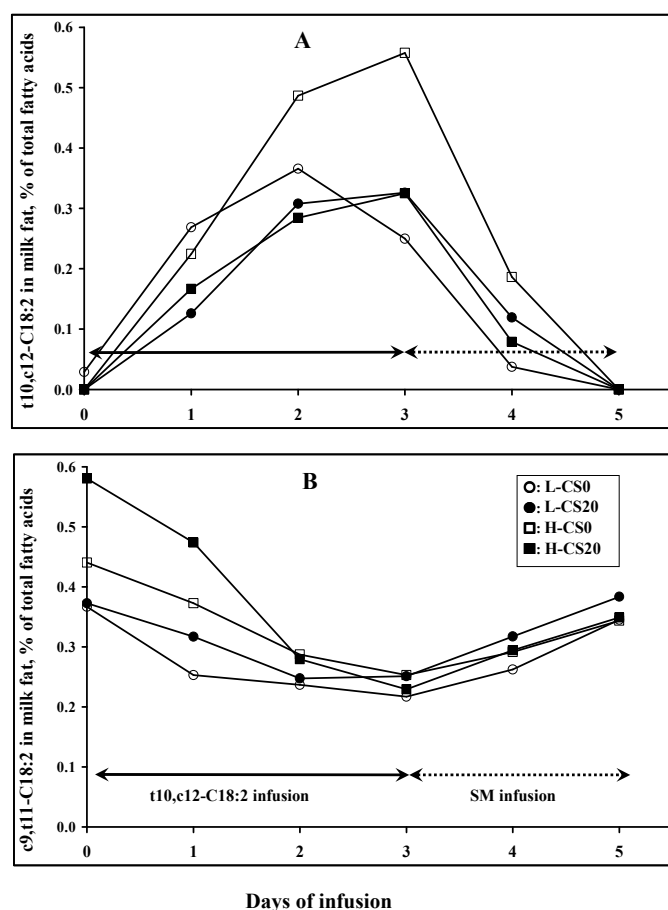 t10,c12-C18:2 in milk fat, % of total fatty acids
A
0.6
0.5
0.4
0.3
0.2
0.1
0.0
0 1 2 3 4 5
c9,t11-C18:2 in milk fat, % of total fatty acids
B
0.6
0.5
0.4
0.3
0.2
0.1
0.0
: L-CS0
: L-CS20
: H-CS0
: H-CS20
t10,c12-C18:2 infusion SM infusion
0 1 2 3 4 5
Days of infusion